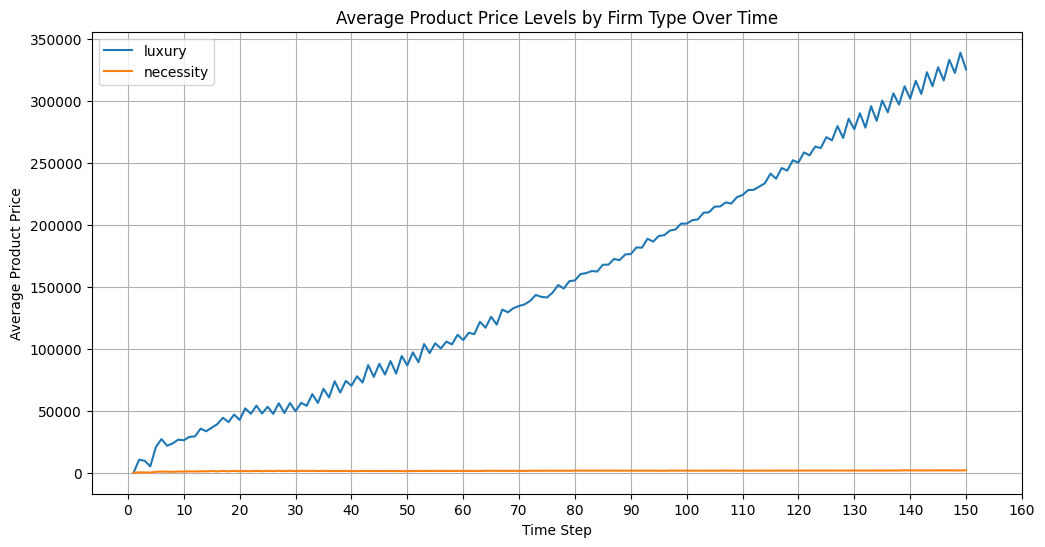 Average Product Price Levels by Firm Type Over Time
luxury
necessity
Average Product Price
350000
300000
250000
200000
150000
100000
50000
0
0 10 20 30 40 50 60 70 80 90 100 110 120 130 140 150 160
Time Step